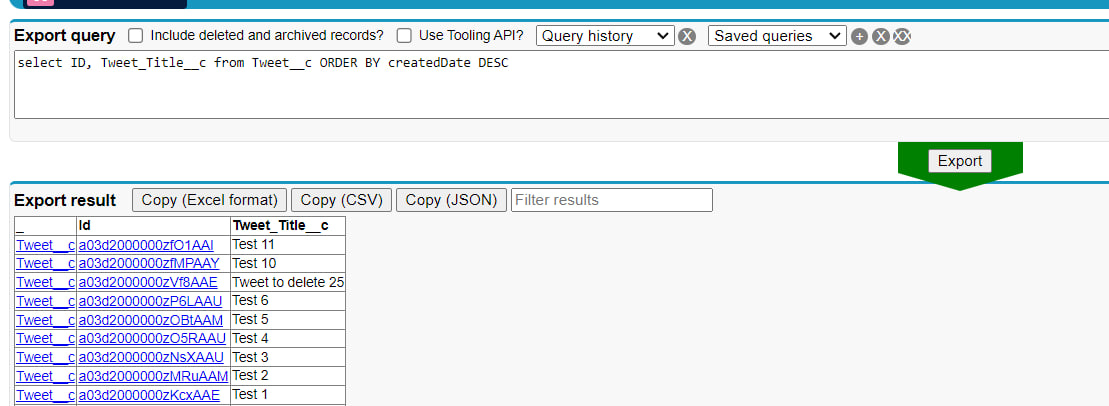 Export query Include deleted and archived records? Use Tooling API? Query history X Saved queries + X XX
select ID, Tweet_Title__c from Tweet__c ORDER BY createdDate DESC
Export
Export result Copy (Excel format) Copy (CSV) Copy (JSON) Filter results
_ Id Tweet_Title__c
Tweet__c a03d2000000zfO1AAI Test 11
Tweet__c a03d2000000zfMPAAY Test 10
Tweet__c a03d2000000zVf8AAE Tweet to delete 25
Tweet__c a03d2000000zP6LAAU Test 6
Tweet__c a03d2000000zOBtAAM Test 5
Tweet__c a03d2000000zO5RAAU Test 4
Tweet__c a03d2000000zNsXAAU Test 3
Tweet__c a03d2000000zMRuAAM Test 2
Tweet__c a03d2000000zKcxAAE Test 1